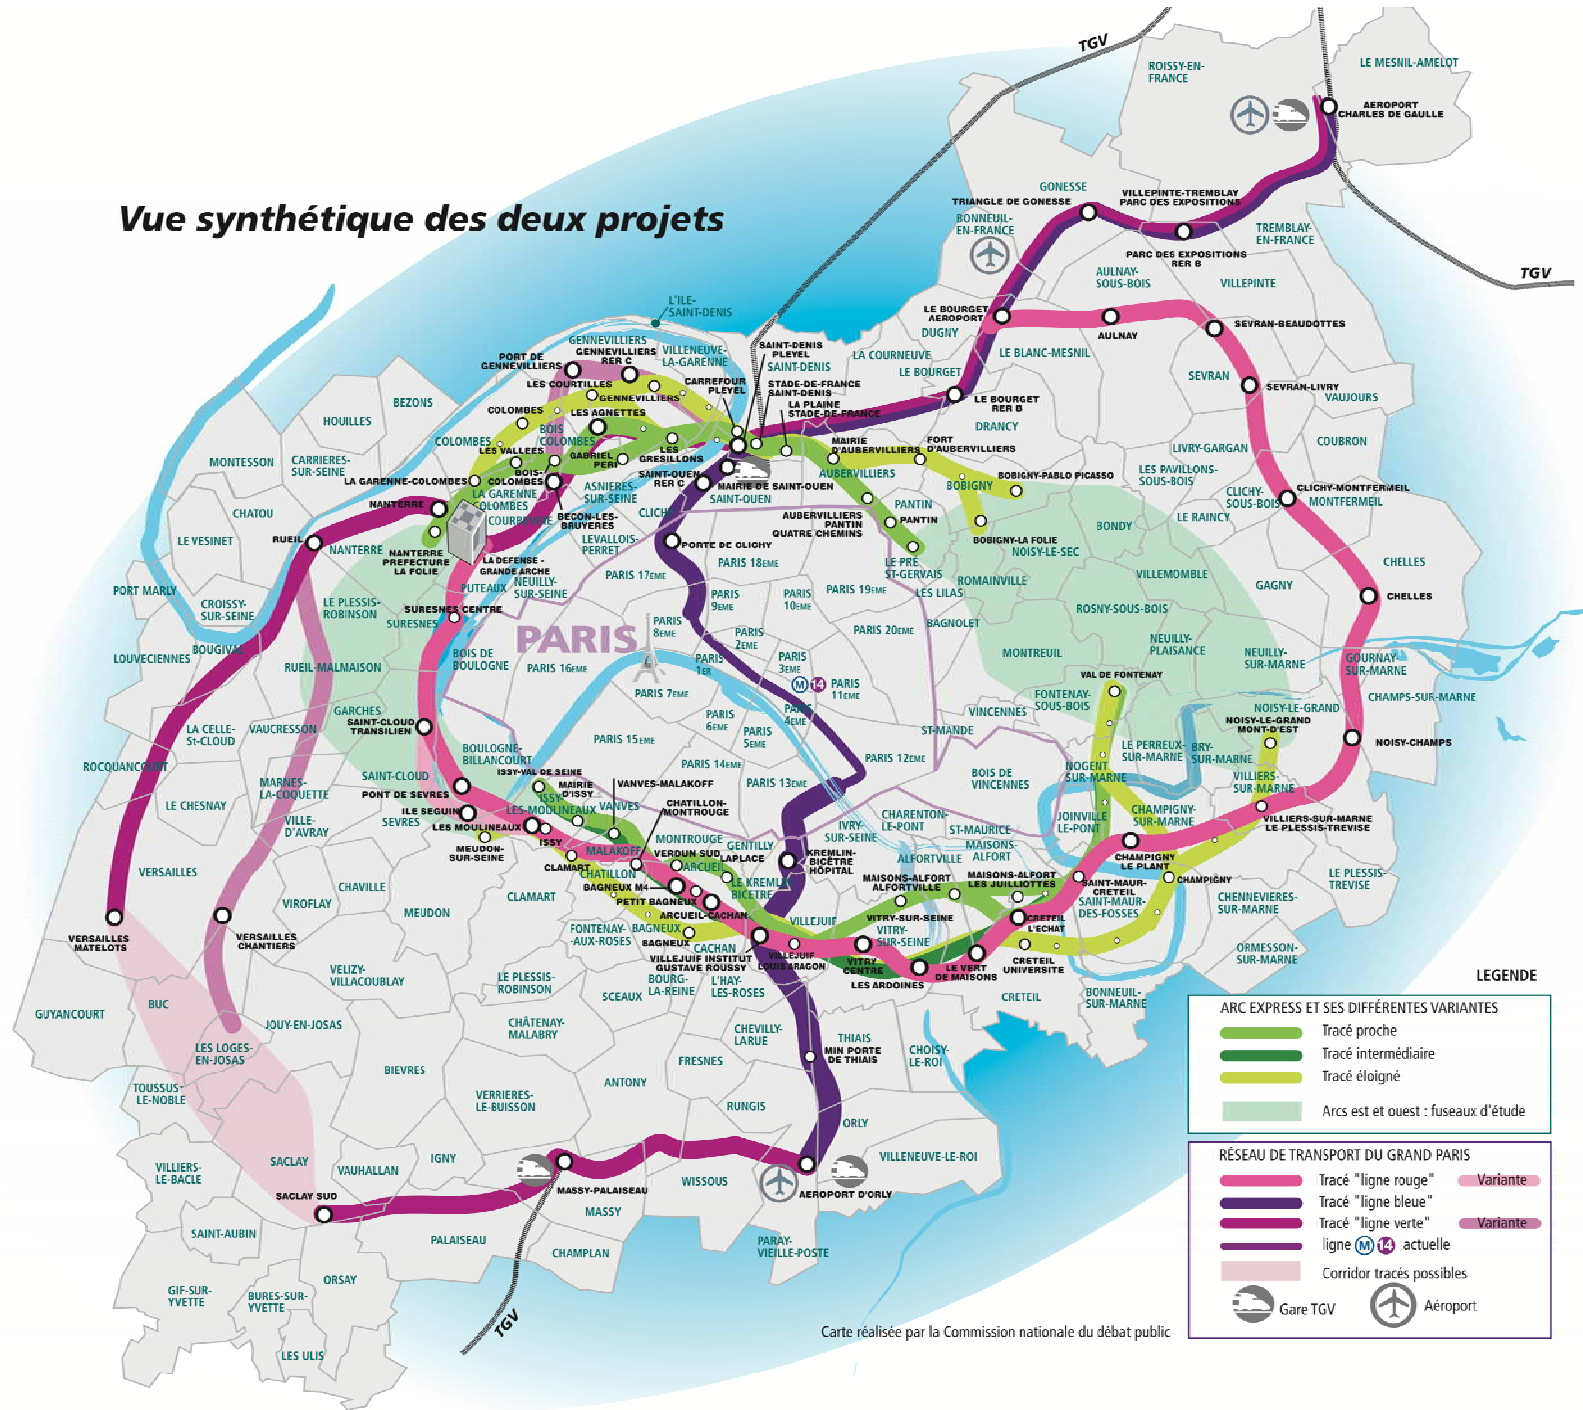 Vue synthétique des deux projets
TGV
ROISSY-EN-
FRANCE
LE MESNIL-AMELOT
AEROPORT
CHARLES DE GAULLE
GONESSE
VILLEPINTE-TREMBLAY
PARC DES EXPOSITIONS
TRIANGLE DE GONESSE
BONNEUIL-
EN-FRANCE
TREMBLAY-
EN-FRANCE
PARC DES EXPOSITIONS
RER B
TGV
AULNAY-
SOUS-BOIS
VILLEPINTE
L'ILE-
SAINT-DENIS
LE BOURGET
AEROPORT
DUGNY
AULNAY
SEVRAN-BEAUDOTTES
GENNEVILLIERS
GENNEVILLIERS
RER C
VILLENEUVE-
LA-GARENNE
PORT DE
GENNEVILLIERS
SAINT-DENIS
PLEYEL
SAINT-DENIS
LA COURNEUVE
LE BOURGET
LE BLANC-MESNIL
SEVRAN
SEVRAN-LIVRY
VAUJOURS
LES COURTILLES
GENNEVILLIERS
CARREFOUR
PLEYEL
STADE-DE-FRANCE
SAINT-DENIS
LA PLAINE
STADE-DE-FRANCE
LE BOURGET
RER B
DRANCY
BEZONS
HOUILLES
COLOMBES
LES AGNETTES
BOIS
COLOMBES
COLOMBES
LES VALLEES
GABRIEL
PERI
LES
GRESILLONS
MAIRIE
D'AUBERVILLIERS
FORT
D'AUBERVILLIERS
AUBERVILLIERS
LIVRY-GARGAN
COUBRON
MONTESSON
CARRIERES-
SUR-SEINE
LA GARENNE-COLOMBES
BOIS-
COLOMBES
ASNIERES-
SUR-SEINE
SAINT-OUEN
RER C
MAIRIE DE SAINT-OUEN
SAINT-OUEN
BOBIGNY-PABLO PICASSO
BOBIGNY
LES PAVILLONS-
SOUS-BOIS
CLICHY-
SOUS-BOIS
CLICHY-MONTFERMEIL
MONTFERMEIL
LA GARENNE
COLOMBES
NANTERRE
COURBEVOIE
BECON-LES-
BRUYERES
CLICHY
PANTIN
AUBERVILLIERS
PANTIN
QUATRE CHEMINS
PANTIN
LE RAINCY
BONDY
CHATOU
LE VESINET
RUEIL
NANTERRE
NANTERRE
PREFECTURE
LA FOLIE
LA DEFENSE -
GRANDE ARCHE
LEVALLOIS-
PERRET
PORTE DE CLICHY
BOBIGNY-LA FOLIE
NOISY-LE-SEC
PARIS 17EME
PARIS 18EME
LE PRÉ
ST-GERVAIS
ROMAINVILLE
VILLEMOMBLE
GAGNY
CHELLES
CHELLES
PORT MARLY
CROISSY-
SUR-SEINE
LE PLESSIS-
ROBINSON
PUTEAUX
NEUILLY-
SUR-SEINE
SURESNES CENTRE
SURESNES
PARIS
9EME
PARIS
10EME
PARIS 19EME
LES LILAS
ROSNY-SOUS-BOIS
PARIS
PARIS
8EME
PARIS
2EME
PARIS 20EME
BAGNOLET
LOUVECIENNES
BOUGIVAL
RUEIL-MALMAISON
BOIS DE
BOULOGNE
PARIS 16EME
PARIS
1ER
PARIS
3EME
MONTREUIL
NEUILLY-
PLAISANCE
NEUILLY-
SUR-MARNE
GOURNAY-
SUR-MARNE
M 14
PARIS
11EME
PARIS 7EME
PARIS
4EME
VAL DE FONTENAY
FONTENAY-
SOUS-BOIS
CHAMPS-SUR-MARNE
NOISY-LE-GRAND
NOISY-LE-GRAND
MONT-D'EST
LA CELLE-
St-CLOUD
VAUCRESSON
GARCHES
SAINT-CLOUD
TRANSILIEN
PARIS
6EME
PARIS
5EME
VINCENNES
ST-MANDE
NOISY-CHAMPS
PARIS 15EME
BOULOGNE-
BILLANCOURT
LE PERREUX-
SUR-MARNE
BRY-
SUR-MARNE
ROCQUANCOURT
MARNES-
LA-COQUETTE
SAINT-CLOUD
ISSY-VAL DE SEINE
PARIS 14EME
PARIS 13EME
PARIS 12EME
BOIS DE
VINCENNES
NOGENT
SUR-MARNE
VILLIERS-
SUR-MARNE
LE CHESNAY
PONT DE SEVRES
MAIRIE
D'ISSY
VANVES-MALAKOFF
CHATILLON-
MONTROUGE
ISSY-
LES-MOULINEAUX
VANVES
ILE SEGUIN
SEVRES
LES MOULINEAUX
ISSY
VILLE-
D'AVRAY
CHARENTON-
LE-PONT
JOINVILLE
LE-PONT
CHAMPIGNY-
SUR-MARNE
VILLIERS-SUR-MARNE
LE PLESSIS-TREVISE
MEUDON-
SUR-SEINE
MALAKOFF
MONTROUGE
GENTILLY
IVRY-
SUR-SEINE
ST-MAURICE
MAISONS-
ALFORT
CLAMART
CHATILLON
VERDUN SUD
LAPLACE
ARCUEIL
KREMLIN-
BICÊTRE
HÔPITAL
ALFORTVILLE
CHAMPIGNY
LE PLANT
VERSAILLES
CHAVILLE
CLAMART
BAGNEUX M4
PETIT BAGNEUX
LE KREMLIN
BICETRE
MAISONS-ALFORT
ALFORTVILLE
MAISONS-ALFORT
LES JUILLIOTTES
SAINT-MAUR-
CRETEIL
CHAMPIGNY
LE PLESSIS
TREVISE
VIROFLAY
MEUDON
ARCUEIL-CACHAN
VILLEJUIF
VITRY-SUR-SEINE
VITRY-
SUR-SEINE
CRETEIL
L'ECHAT
SAINT-MAUR-
DES-FOSSES
CHENNEVIERES-
SUR-MARNE
VERSAILLES
MATELOTS
VERSAILLES
CHANTIERS
FONTENAY-
-AUX-ROSES
BAGNEUX
BAGNEUX
CACHAN
VILLEJUIF INSTITUT
GUSTAVE ROUSSY
VILLEJUIF
LOUIS ARAGON
VITRY
CENTRE
LES ARDOINES
LE VERT
DE MAISONS
CRETEIL
UNIVERSITE
ORMESSON-
SUR-MARNE
VELIZY-
VILLACOUBLAY
LE PLESSIS-
ROBINSON
SCEAUX
BOURG-
LA-REINE
L'HAY-
LES-ROSES
CRETEIL
BONNEUIL-
SUR-MARNE
GUYANCOURT
BUC
JOUY-EN-JOSAS
LES LOGES-
EN-JOSAS
CHÂTENAY-
MALABRY
CHEVILLY-
LARUE
THIAIS
MIN PORTE
DE THIAIS
CHOISY-
LE-ROI
TOUSSUS-
LE-NOBLE
BIEVRES
VERRIERES-
LE-BUISSON
ANTONY
FRESNES
RUNGIS
ORLY
VILLENEUVE-LE-ROI
VILLIERS-
LE-BACLE
SACLAY
VAUHALLAN
IGNY
SACLAY SUD
MASSY-PALAISEAU
WISSOUS
AEROPORT D'ORLY
MASSY
SAINT-AUBIN
PALAISEAU
CHAMPLAN
PARAY-
VIEILLE-POSTE
GIF-SUR-
YVETTE
BURES-SUR-
YVETTE
ORSAY
LES ULIS
TGV
Carte réalisée par la Commission nationale du débat public
LEGENDE
ARC EXPRESS ET SES DIFFÉRENTES VARIANTES
Tracé proche
Tracé intermédiaire
Tracé éloigné
Arcs est et ouest : fuseaux d'étude
RÉSEAU DE TRANSPORT DU GRAND PARIS
Tracé "ligne rouge" Variante
Tracé "ligne bleue"
Tracé "ligne verte" Variante
ligne M 14 actuelle
Corridor tracés possibles
Gare TGV Aéroport